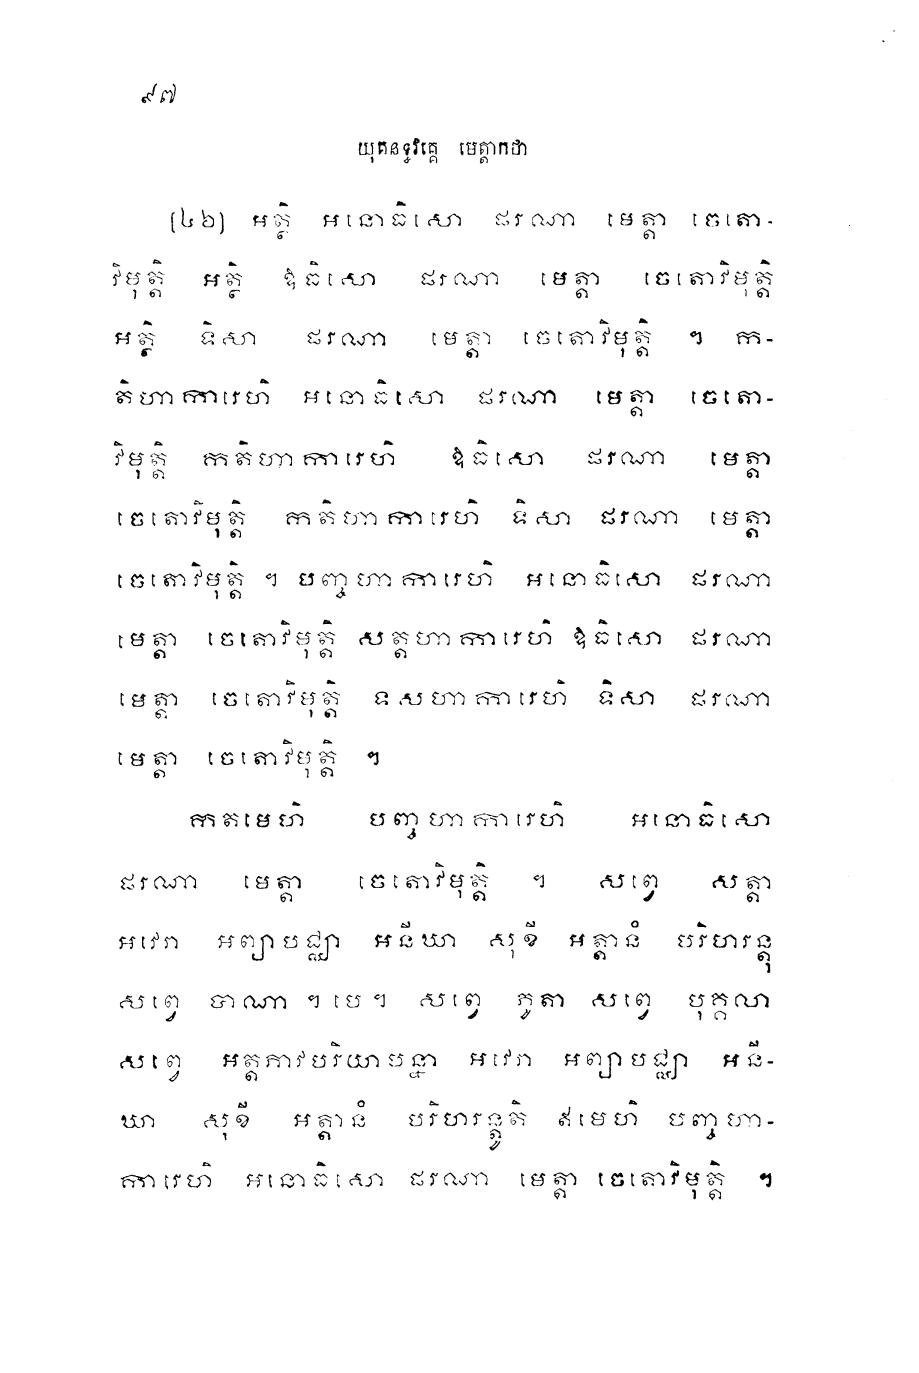 ៩៧
យុគនទ្ធវគ្គេ មេត្តាកថា
(៤៦) អត្ថិ អនោធិសោ ផរណា មេត្តា ចេតោ-
វិមុត្តិ អត្ថិ ឱធិសោ ផរណា មេត្តា ចេតោវិមុត្តិ
អត្ថិ ទិសា ផរណា មេត្តា ចេតោវិមុត្តិ ។ ក-
តិហាការេហិ អនោធិសោ ផរណា មេត្តា ចេតោ-
វិមុត្តិ កតិហាការេហិ ឱធិសោ ផរណា មេត្តា
ចេតោវិមុត្តិ កតិហាការេហិ ទិសា ផរណា មេត្តា
ចេតោវិមុត្តិ ។ បញ្ចហាការេហិ អនោធិសោ ផរណា
មេត្តា ចេតោវិមុត្តិ សត្តហាការេហិ ឱធិសោ ផរណា
មេត្តា ចេតោវិមុត្តិ ទសហាការេហិ ទិសា ផរណា
មេត្តា ចេតោវិមុត្តិ ។
កតមេហិ បញ្ចហាការេហិ អនោធិសោ
ផរណា មេត្តា ចេតោវិមុត្តិ ។ សព្វេ សត្តា
អវេរា អព្យាបជ្ឈា អនីឃា សុខី អត្តានំ បរិហរន្តុ
សព្វេ បាណា ។ បេ ។ សព្វេ ភូតា សព្វេ បុគ្គលា
សព្វេ អត្តភាវបរិយាបន្នា អវេរា អព្យាបជ្ឈា អនី-
ឃា សុខី អត្តានំ បរិហរន្តូតិ ឥមេហិ បញ្ចហា-
ការេហិ អនោធិសោ ផរណា មេត្តា ចេតោវិមុត្តិ ។